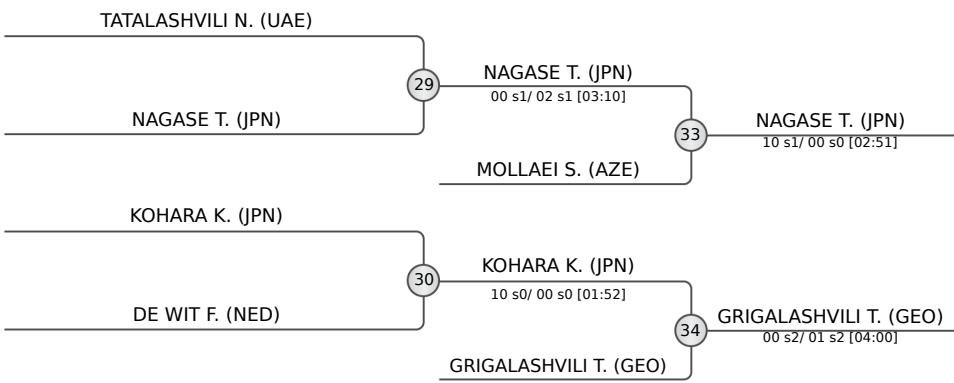 TATALASHVILI N. (UAE)
29
NAGASE T. (JPN)
NAGASE T. (JPN)
00 s1/ 02 s1 [03:10]
33
MOLLAEI S. (AZE)
NAGASE T. (JPN)
10 s1/ 00 s0 [02:51]
KOHARA K. (JPN)
30
DE WIT F. (NED)
KOHARA K. (JPN)
10 s0/ 00 s0 [01:52]
34
GRIGALASHVILI T. (GEO)
GRIGALASHVILI T. (GEO)
00 s2/ 01 s2 [04:00]